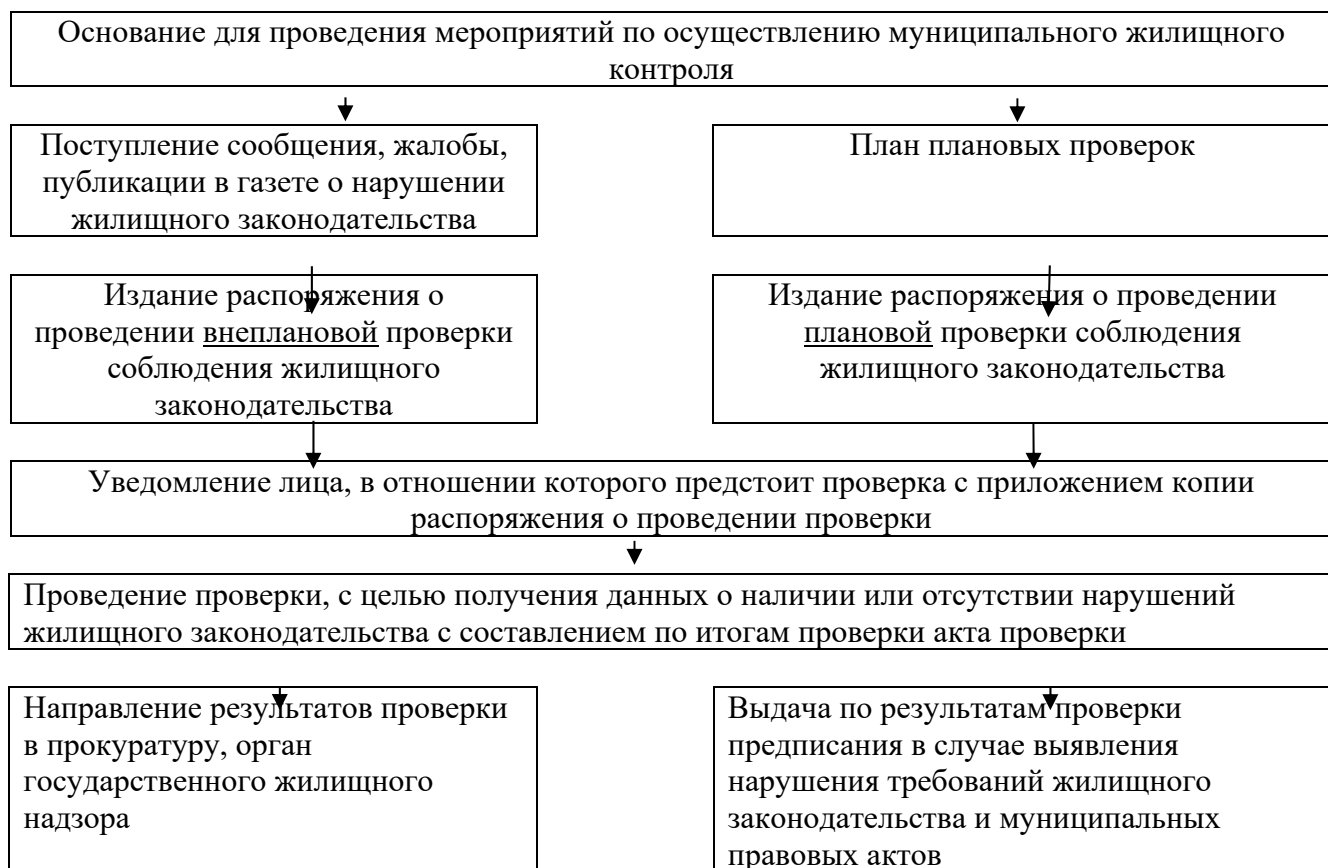 Основание для проведения мероприятий по осуществлению муниципального жилищного
контроля
Поступление сообщения, жалобы,
публикации в газете о нарушении
жилищного законодательства
План плановых проверок
Издание распоряжения о
проведении внеплановой проверки
соблюдения жилищного
законодательства
Издание распоряжения о проведении
плановой проверки соблюдения
жилищного законодательства
Уведомление лица, в отношении которого предстоит проверка с приложением копии
распоряжения о проведении проверки
Проведение проверки, с целью получения данных о наличии или отсутствии нарушений
жилищного законодательства с составлением по итогам проверки акта проверки
Направление результатов проверки
в прокуратуру, орган
государственного жилищного
надзора
Выдача по результатам проверки
предписания в случае выявления
нарушения требований жилищного
законодательства и муниципальных
правовых актов